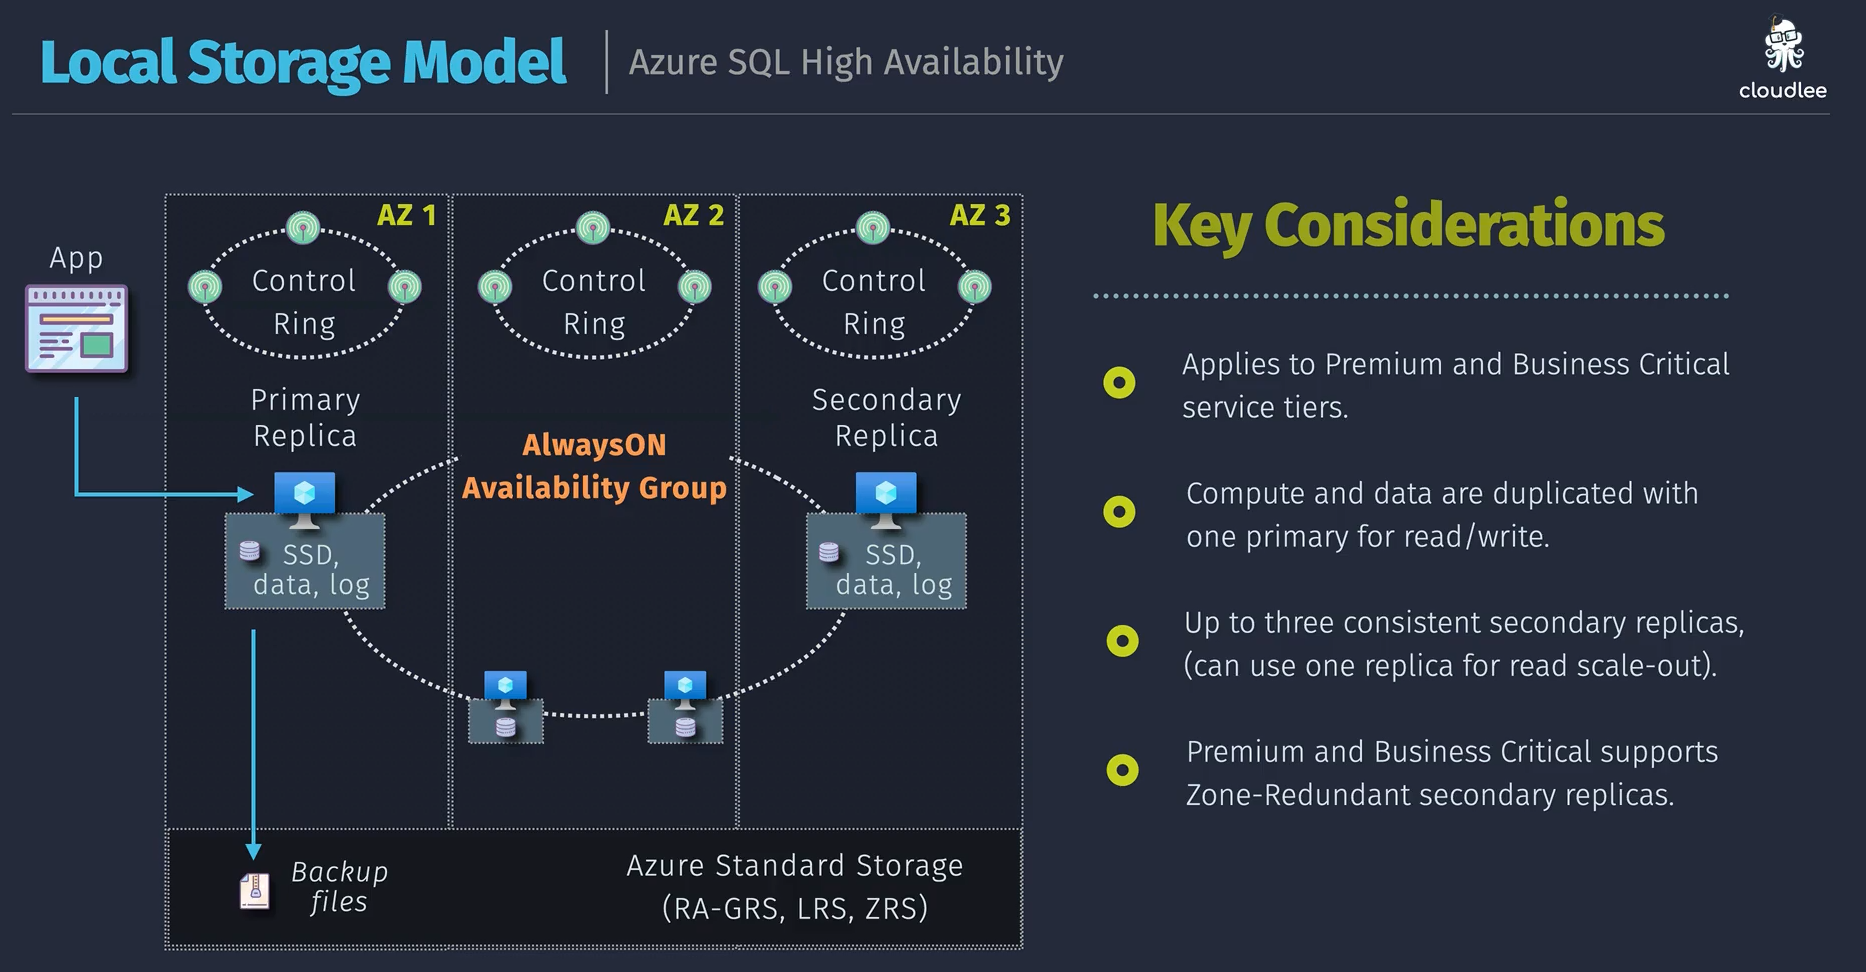 Local Storage Model
Azure SQL High Availability
cloudlee
App
AZ 1
AZ 2
AZ 3
Control
Ring
Control
Ring
Control
Ring
Primary
Replica
AlwaysON
Availability Group
Secondary
Replica
SSD,
data, log
SSD,
data, log
Backup
files
Azure Standard Storage
(RA-GRS, LRS, ZRS)
Key Considerations
Applies to Premium and Business Critical
service tiers.
Compute and data are duplicated with
one primary for read/write.
Up to three consistent secondary replicas,
(can use one replica for read scale-out).
Premium and Business Critical supports
Zone-Redundant secondary replicas.